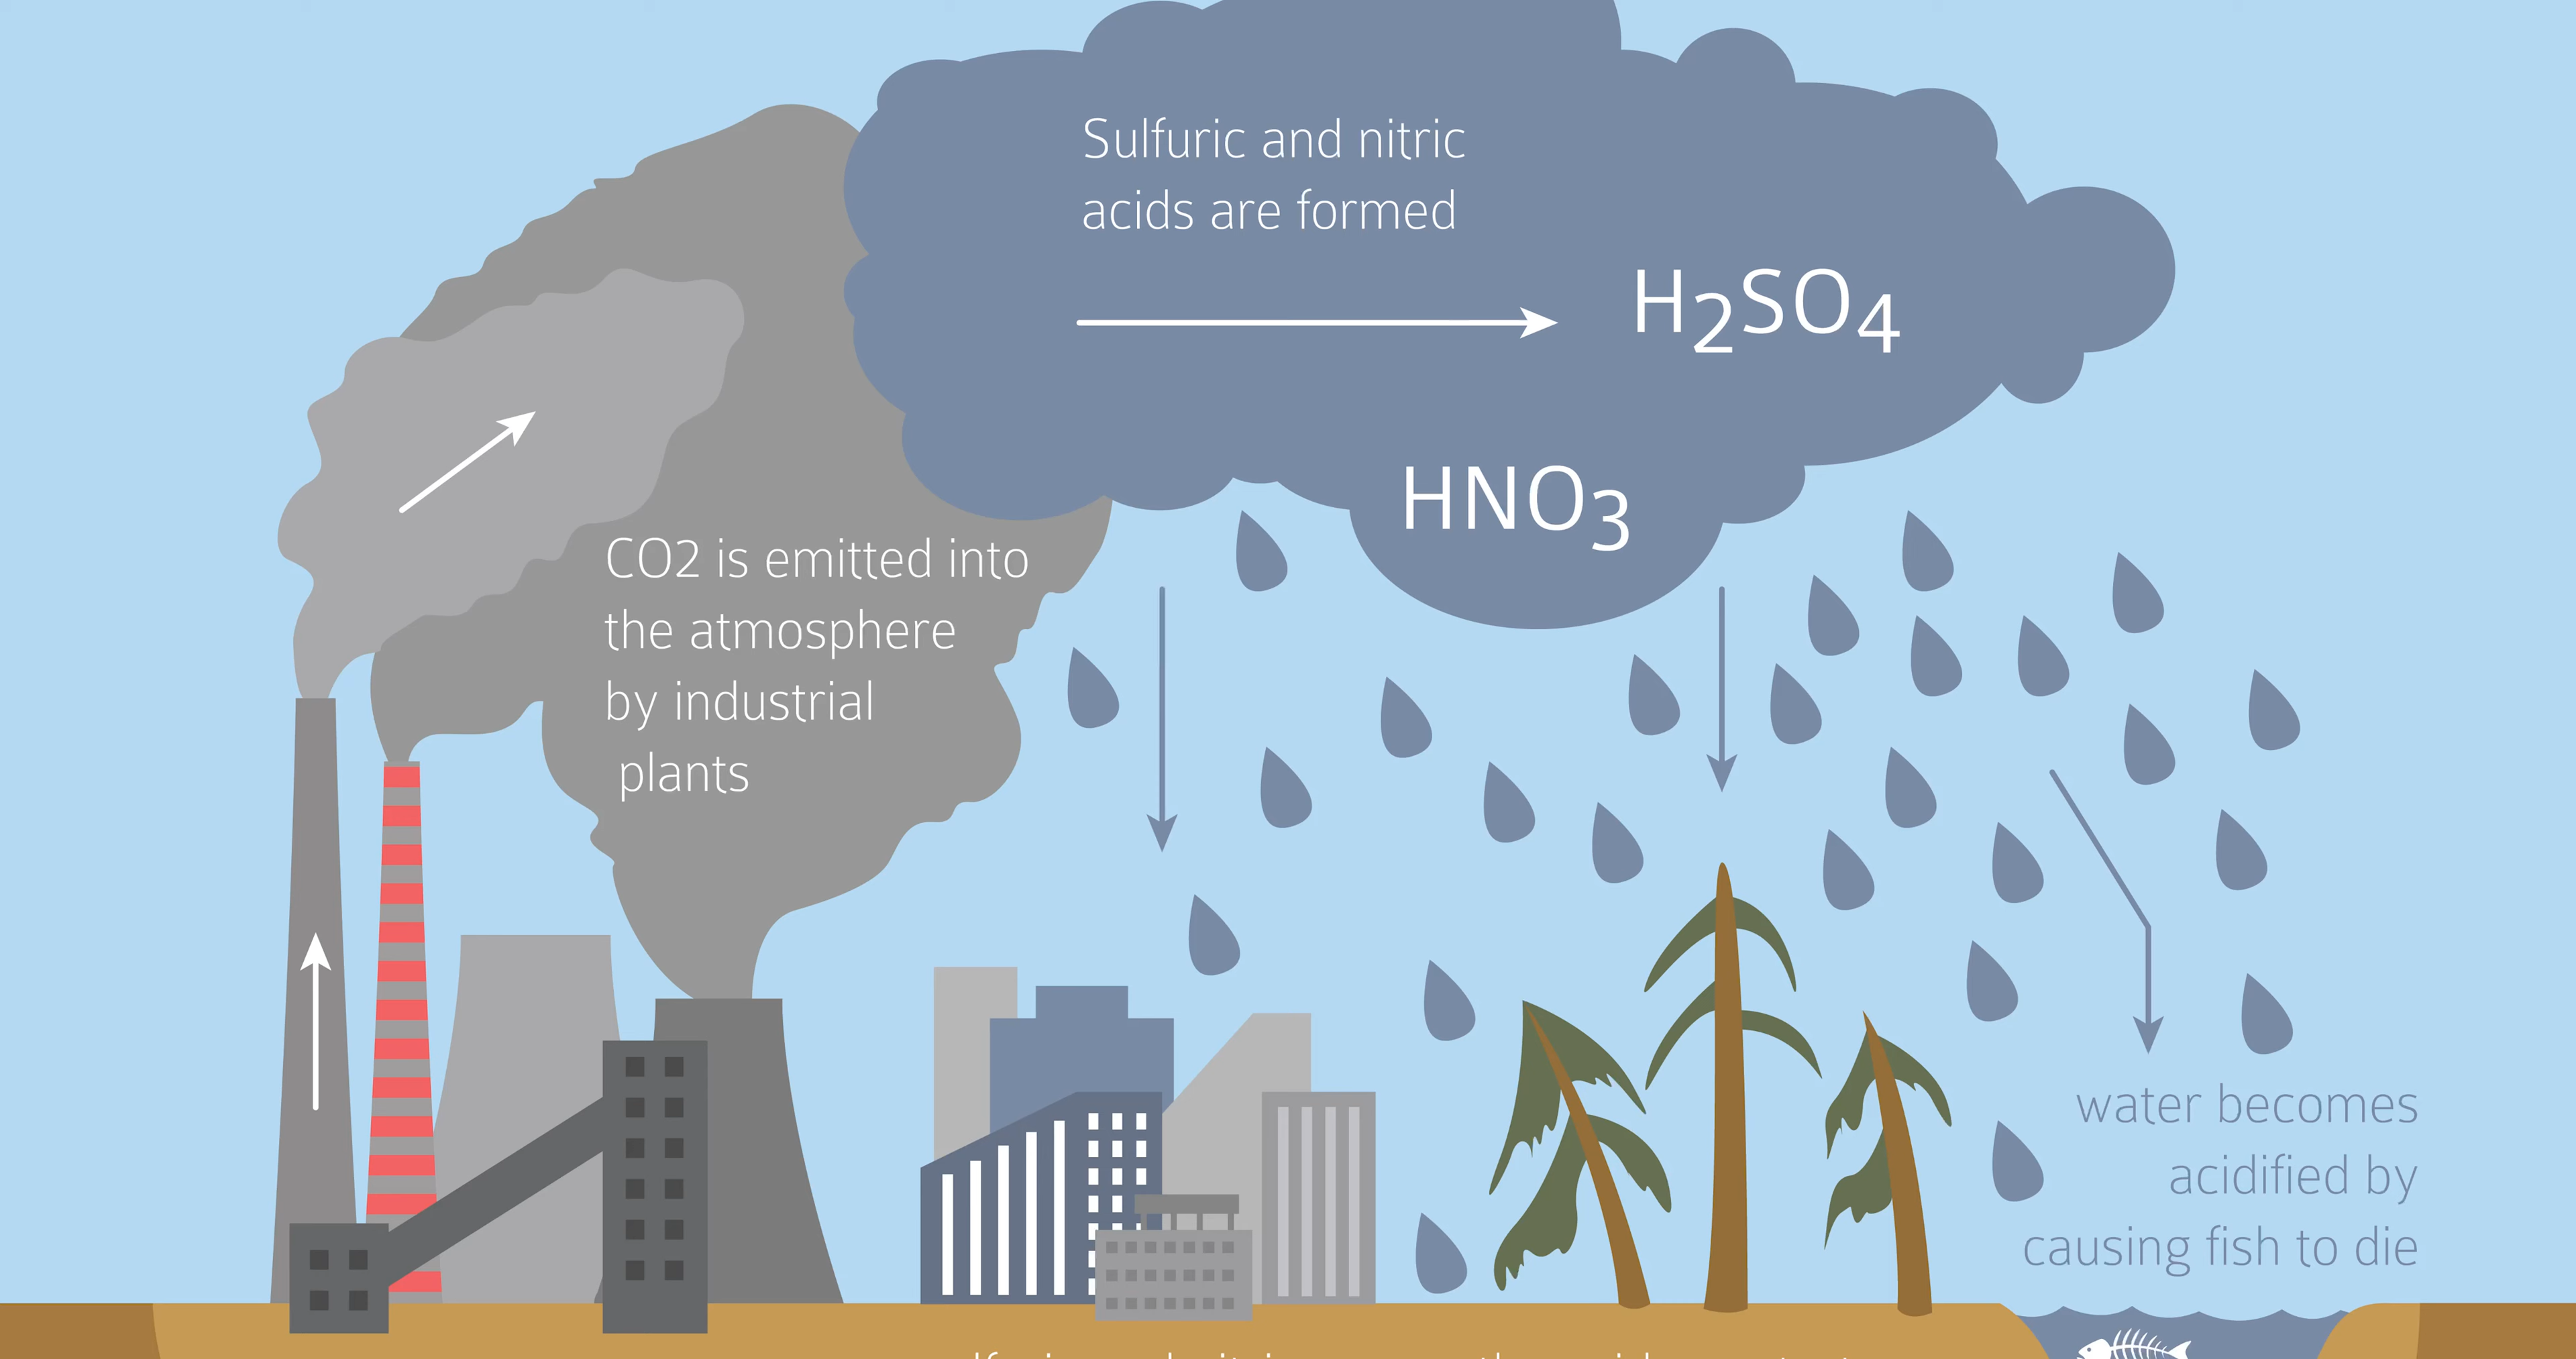 Sulfuric and nitric
acids are formed
H2SO4
HNO3
CO2 is emitted into
the atmosphere
by industrial
plants
water becomes
acidified by
causing fish to die